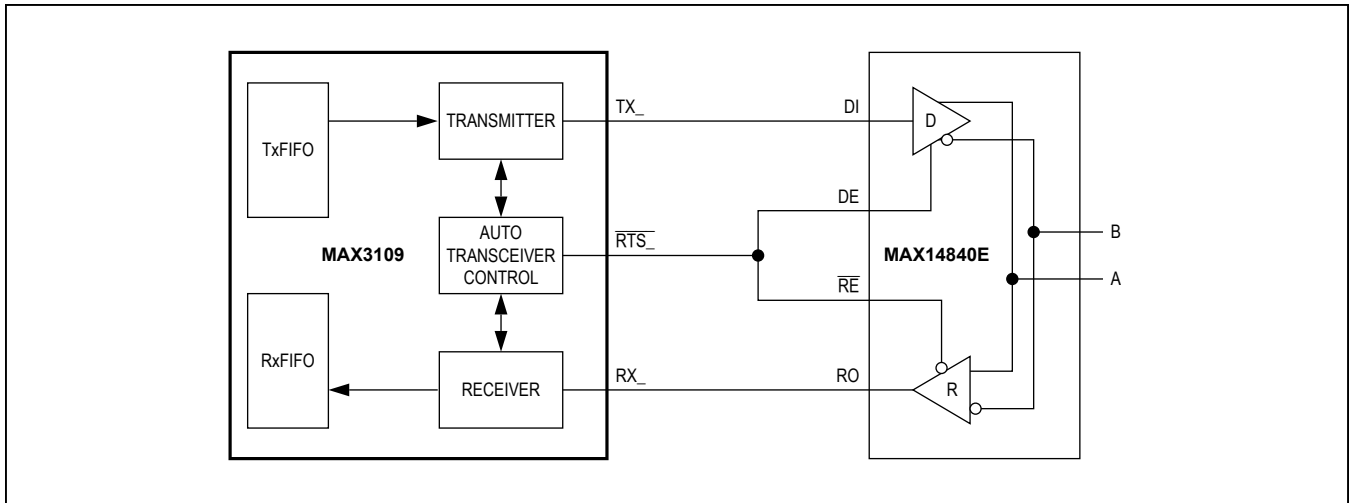 TxFIFO
TRANSMITTER
TX_
DI
D
DE
MAX3109
AUTO
TRANSCEIVER
CONTROL
RTS_
MAX14840E
B
A
RE
RxFIFO
RECEIVER
RX_
RO
R